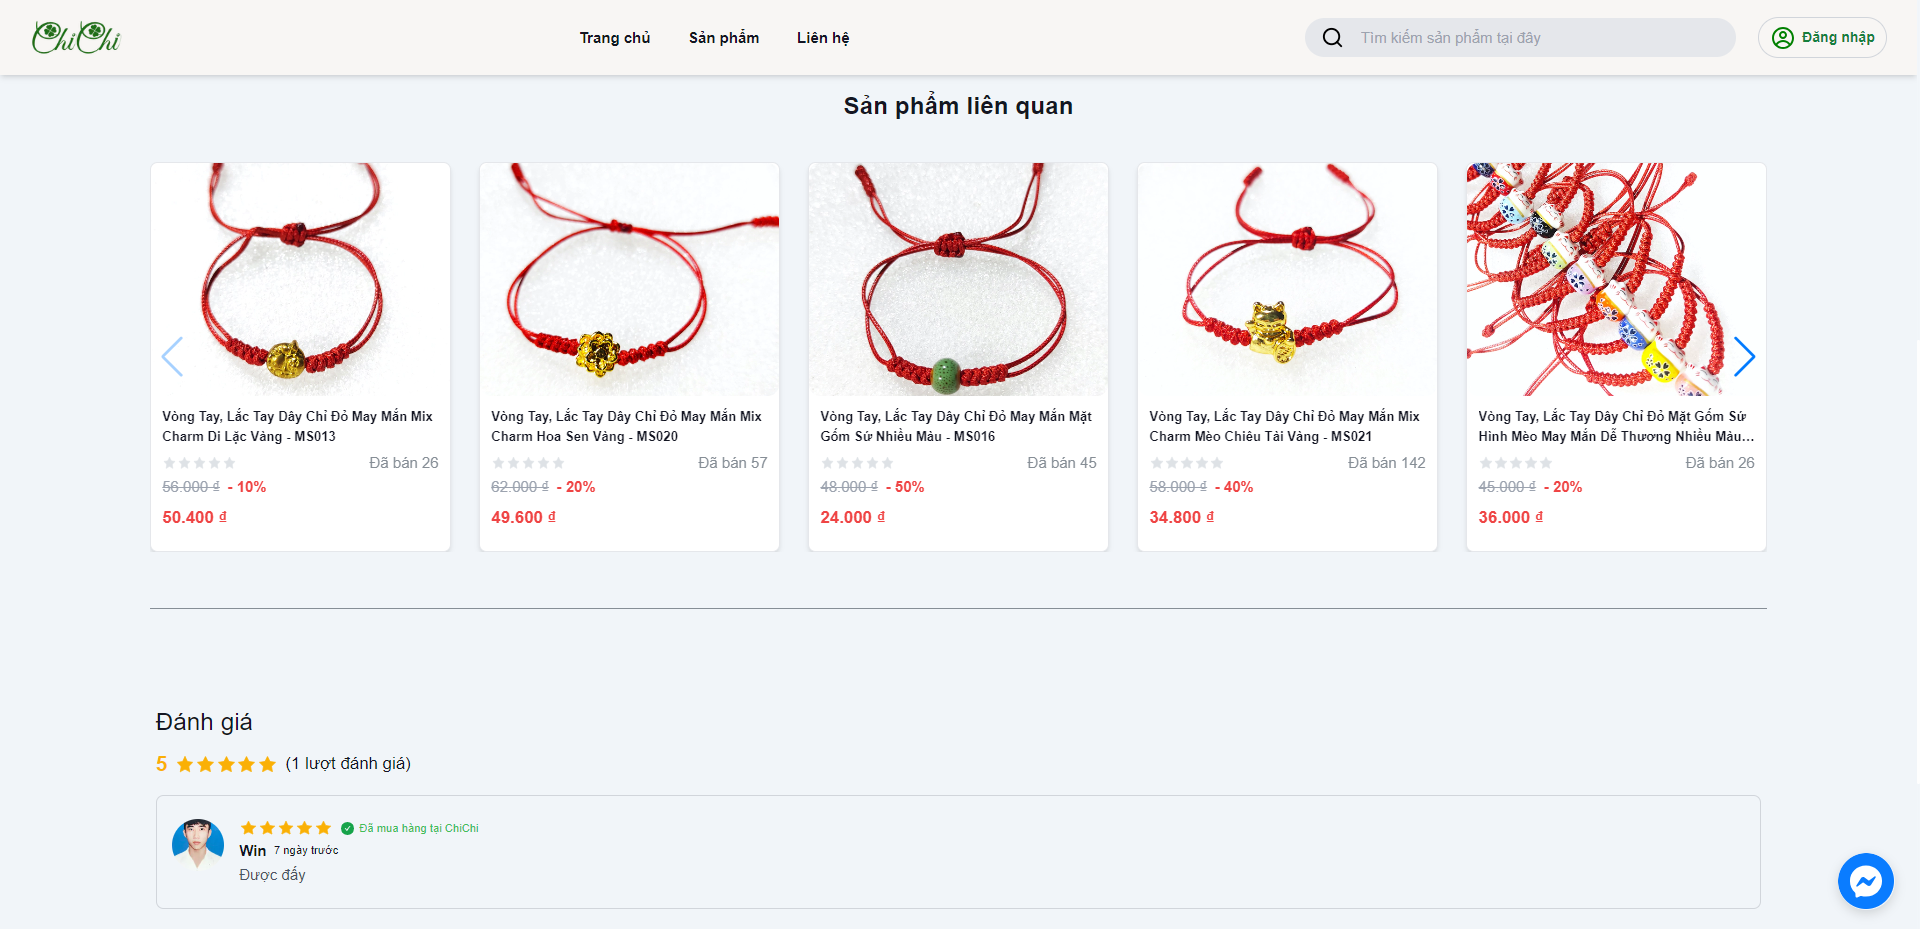 ChiChi
Trang chủ
Sản phẩm
Liên hệ
Tìm kiếm sản phẩm tại đây
Đăng nhập
Sản phẩm liên quan
Vòng Tay, Lắc Tay Dây Chỉ Đỏ May Mắn Mix
Charm Di Lặc Vàng - MS013
Đã bán 26
56.000 ₫ - 10%
50.400 ₫
Vòng Tay, Lắc Tay Dây Chỉ Đỏ May Mắn Mix
Charm Hoa Sen Vàng - MS020
Đã bán 57
62.000 ₫ - 20%
49.600 ₫
Vòng Tay, Lắc Tay Dây Chỉ Đỏ May Mắn Mặt
Gốm Sứ Nhiều Màu - MS016
Đã bán 45
48.000 ₫ - 50%
24.000 ₫
Vòng Tay, Lắc Tay Dây Chỉ Đỏ May Mắn Mix
Charm Mèo Chiêu Tài Vàng - MS021
Đã bán 142
58.000 ₫ - 40%
34.800 ₫
Vòng Tay, Lắc Tay Dây Chỉ Đỏ Mặt Gốm Sứ
Hình Mèo May Mắn Dễ Thương Nhiều Màu...
Đã bán 26
45.000 ₫ - 20%
36.000 ₫
Đánh giá
5 (1 lượt đánh giá)
Đã mua hàng tại ChiChi
Win 7 ngày trước
Được đấy